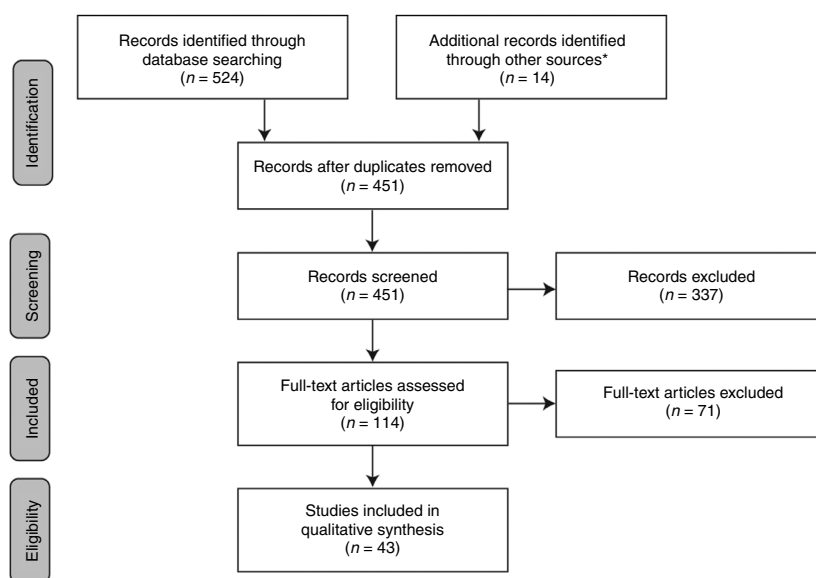 Identification
Records identified through
database searching
(n = 524)
Additional records identified
through other sources*
(n = 14)
Records after duplicates removed
(n = 451)
Screening
Records screened
(n = 451)
Records excluded
(n = 337)
Included
Full-text articles assessed
for eligibility
(n = 114)
Full-text articles excluded
(n = 71)
Eligibility
Studies included in
qualitative synthesis
(n = 43)